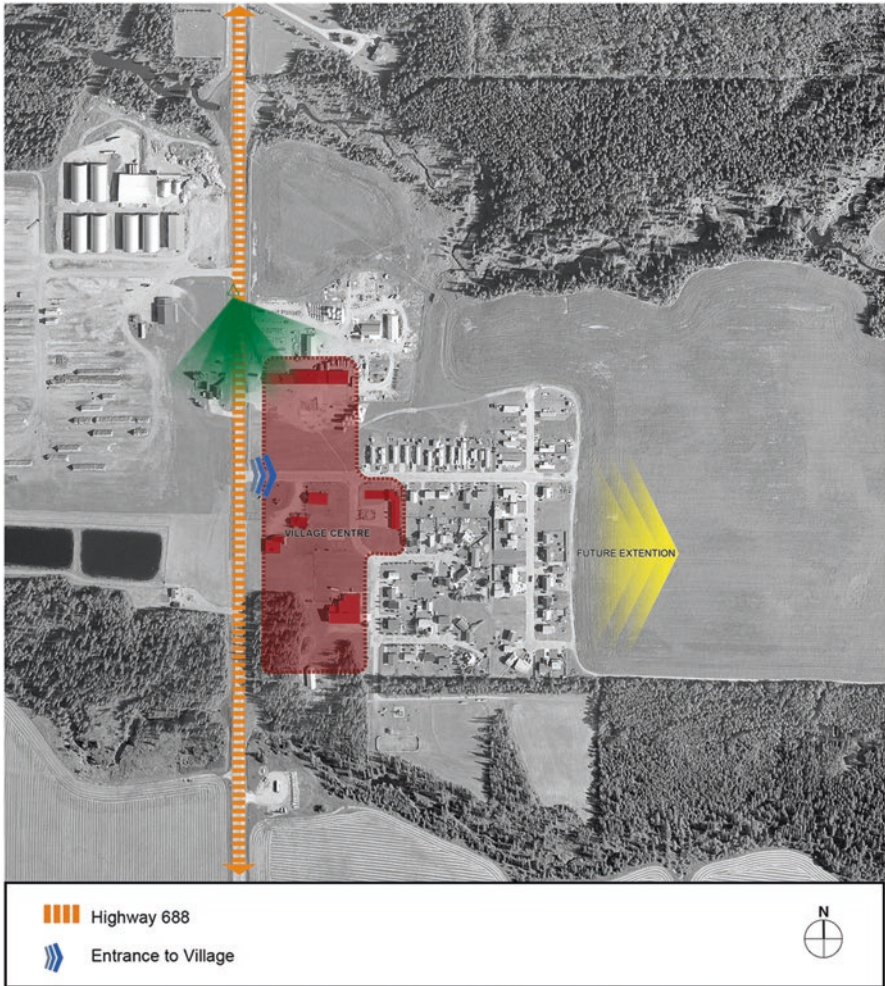 VILLAGE CENTRE
FUTURE EXTENTION
Highway 688
N
Entrance to Village